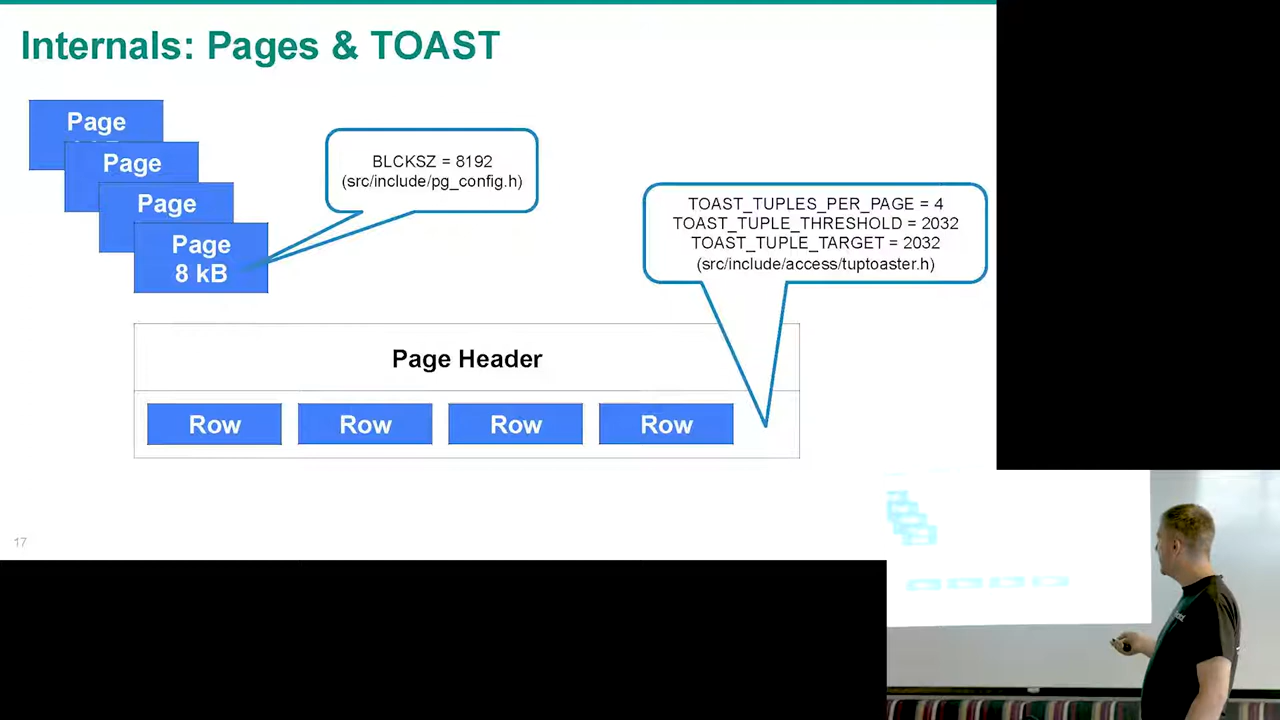 Internals: Pages & TOAST
Page
Page
Page
Page
8 kB
BLCKSZ = 8192
(src/include/pg_config.h)
TOAST_TUPLES_PER_PAGE = 4
TOAST_TUPLE_THRESHOLD = 2032
TOAST_TUPLE_TARGET = 2032
(src/include/access/tuptoaster.h)
Page Header
Row
Row
Row
Row
17